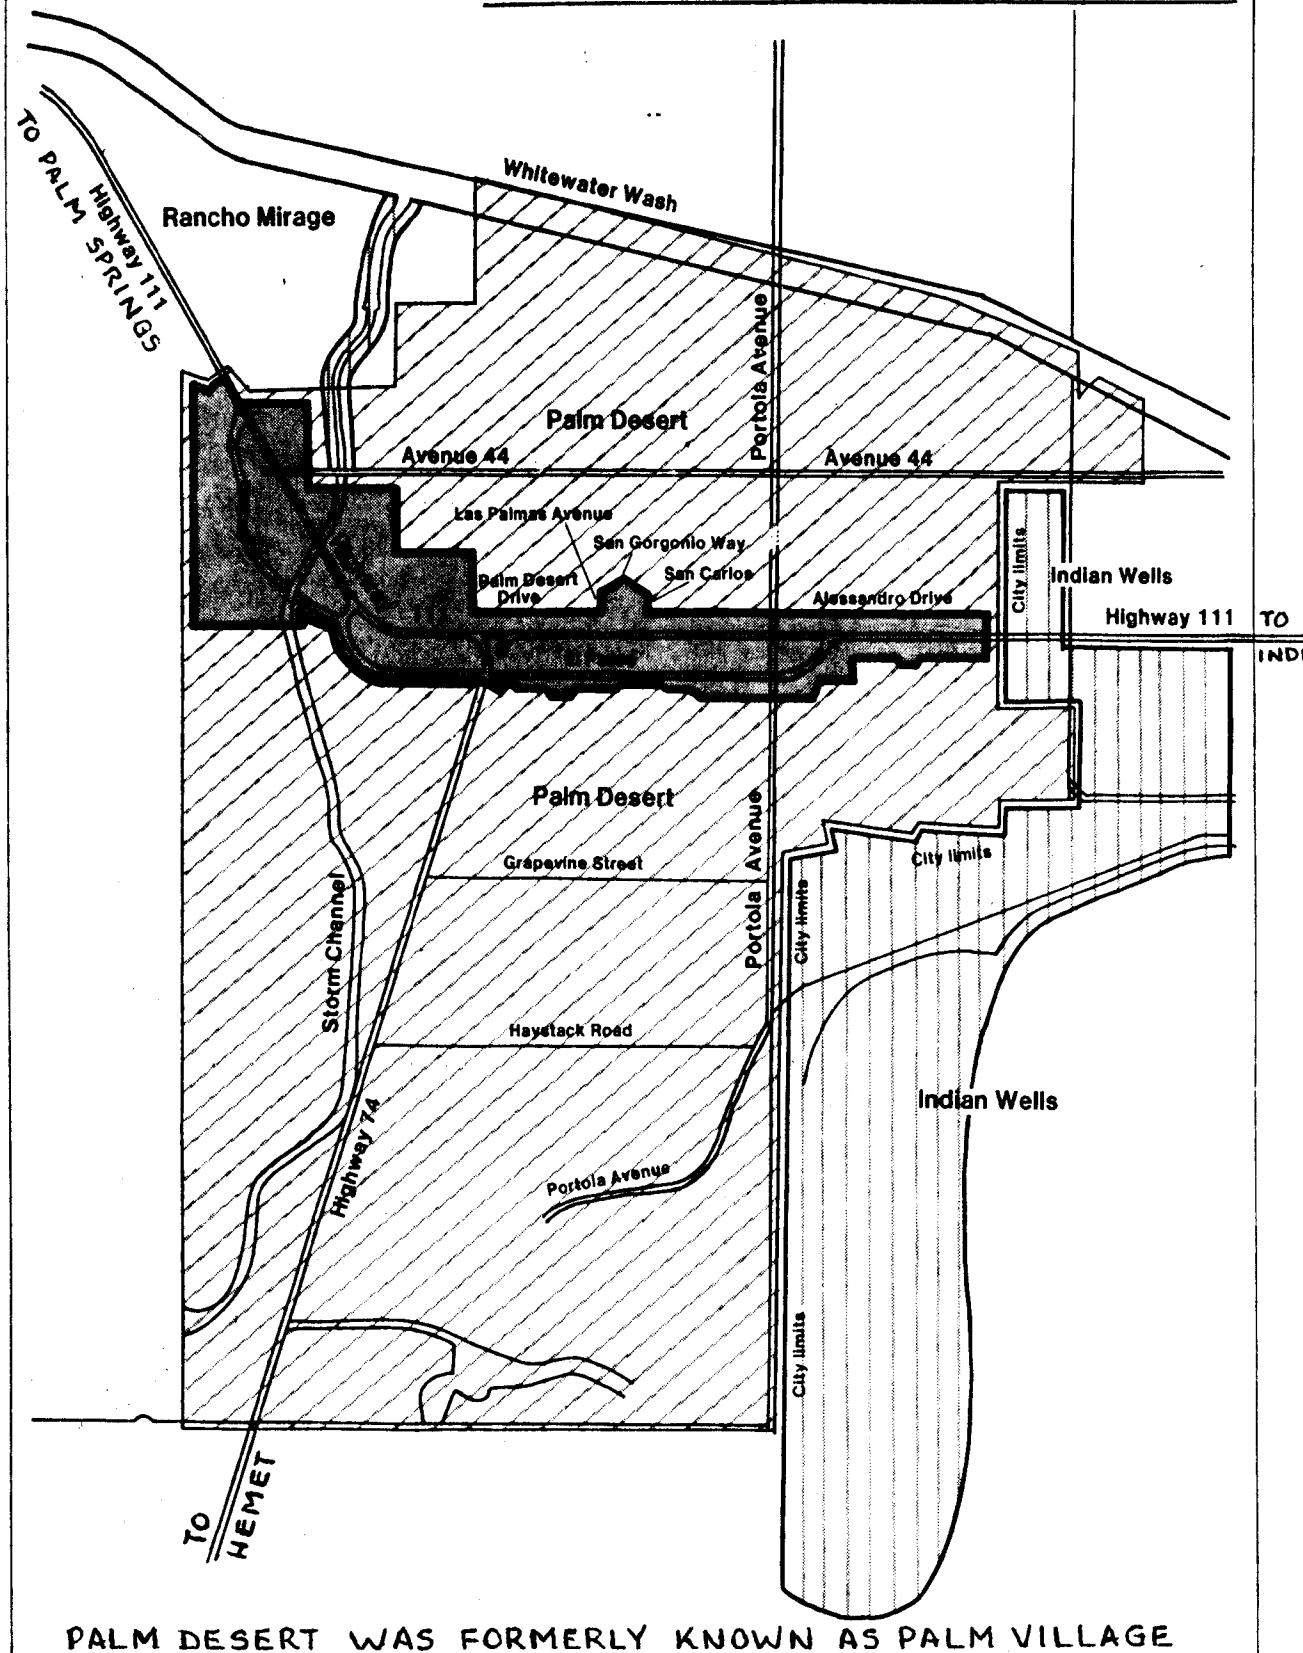 Whitewater Wash
TO PALM SPRINGS
Highway 111
Rancho Mirage
Portola Avenue
Palm Desert
Avenue 44
Avenue 44
Las Palmas Avenue
San Gorgonio Way
Palm Desert
Drive
San Carlos
Alessandro Drive
City limits
Indian Wells
Highway 111
TO
INDI
El Paseo
Palm Desert
Portola Avenue
Grapevine Street
City limits
City limits
Storm Channel
Haystack Road
Indian Wells
Highway 74
Portola Avenue
City limits
TO
HEMET
PALM DESERT WAS FORMERLY KNOWN AS PALM VILLAGE